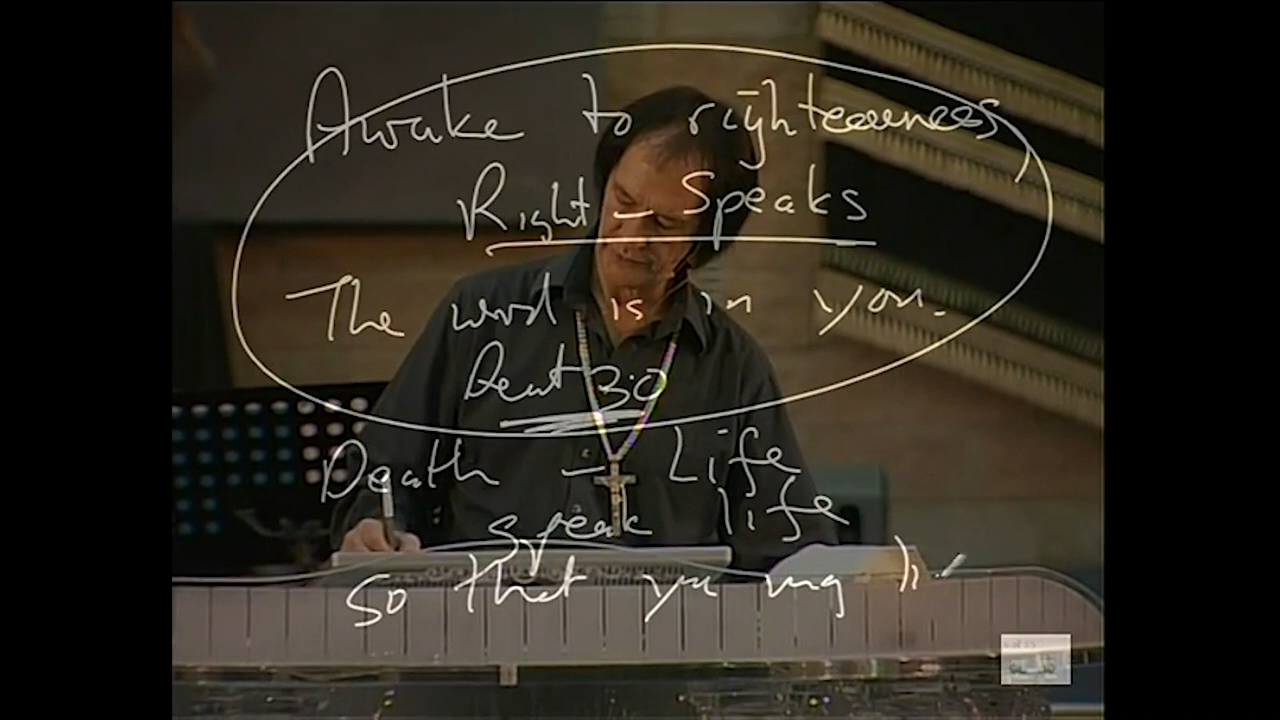 Awake to righteousness,
Right - Speaks
The word is in you.
Deut 30
Death - Life
Speak life
So that you may li